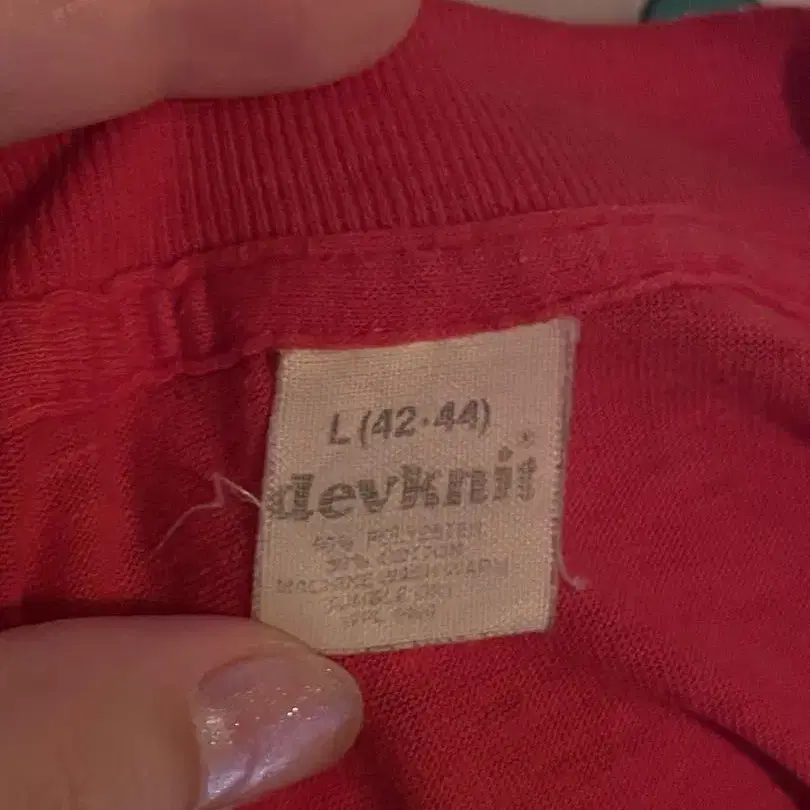 L (42-44)
devknit
50% POLYESTER
50% COTTON
MACHINE WASH WARM
TUMBLE DRY